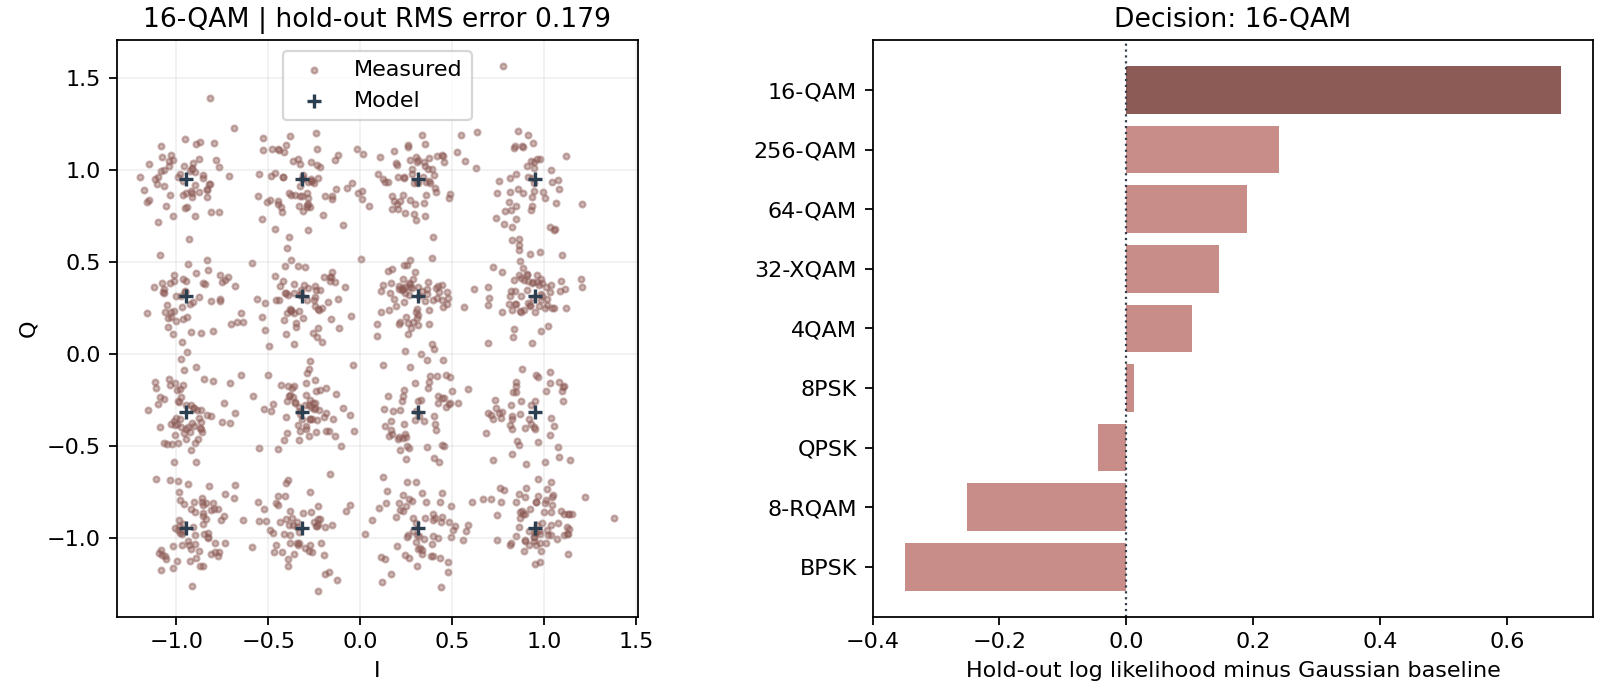 16-QAM | hold-out RMS error 0.179
Measured
Model
1.5
1.0
0.5
0.0
−0.5
−1.0
Q
−1.0
−0.5
0.0
0.5
1.0
1.5
I
Decision: 16-QAM
16-QAM
256-QAM
64-QAM
32-XQAM
4QAM
8PSK
QPSK
8-RQAM
BPSK
−0.4
−0.2
0.0
0.2
0.4
0.6
Hold-out log likelihood minus Gaussian baseline